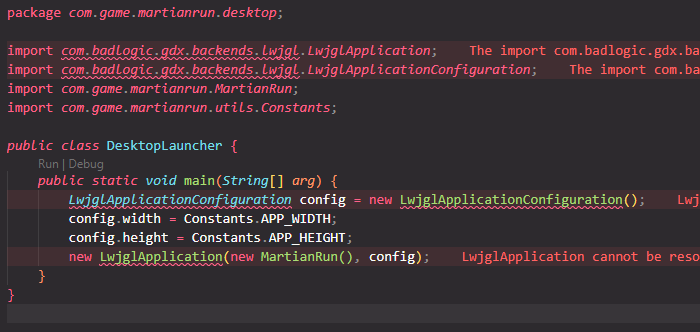 package com.game.martianrun.desktop;
import com.badlogic.gdx.backends.lwjgl.LwjglApplication; The import com.badlogic.gdx.ba
import com.badlogic.gdx.backends.lwjgl.LwjglApplicationConfiguration; The import com.ba
import com.game.martianrun.MartianRun;
import com.game.martianrun.utils.Constants;
public class DesktopLauncher {
Run | Debug
public static void main(String[] arg) {
LwjglApplicationConfiguration config = new LwjglApplicationConfiguration(); Lwj
config.width = Constants.APP_WIDTH;
config.height = Constants.APP_HEIGHT;
new LwjglApplication(new MartianRun(), config); LwjglApplication cannot be reso
}
}